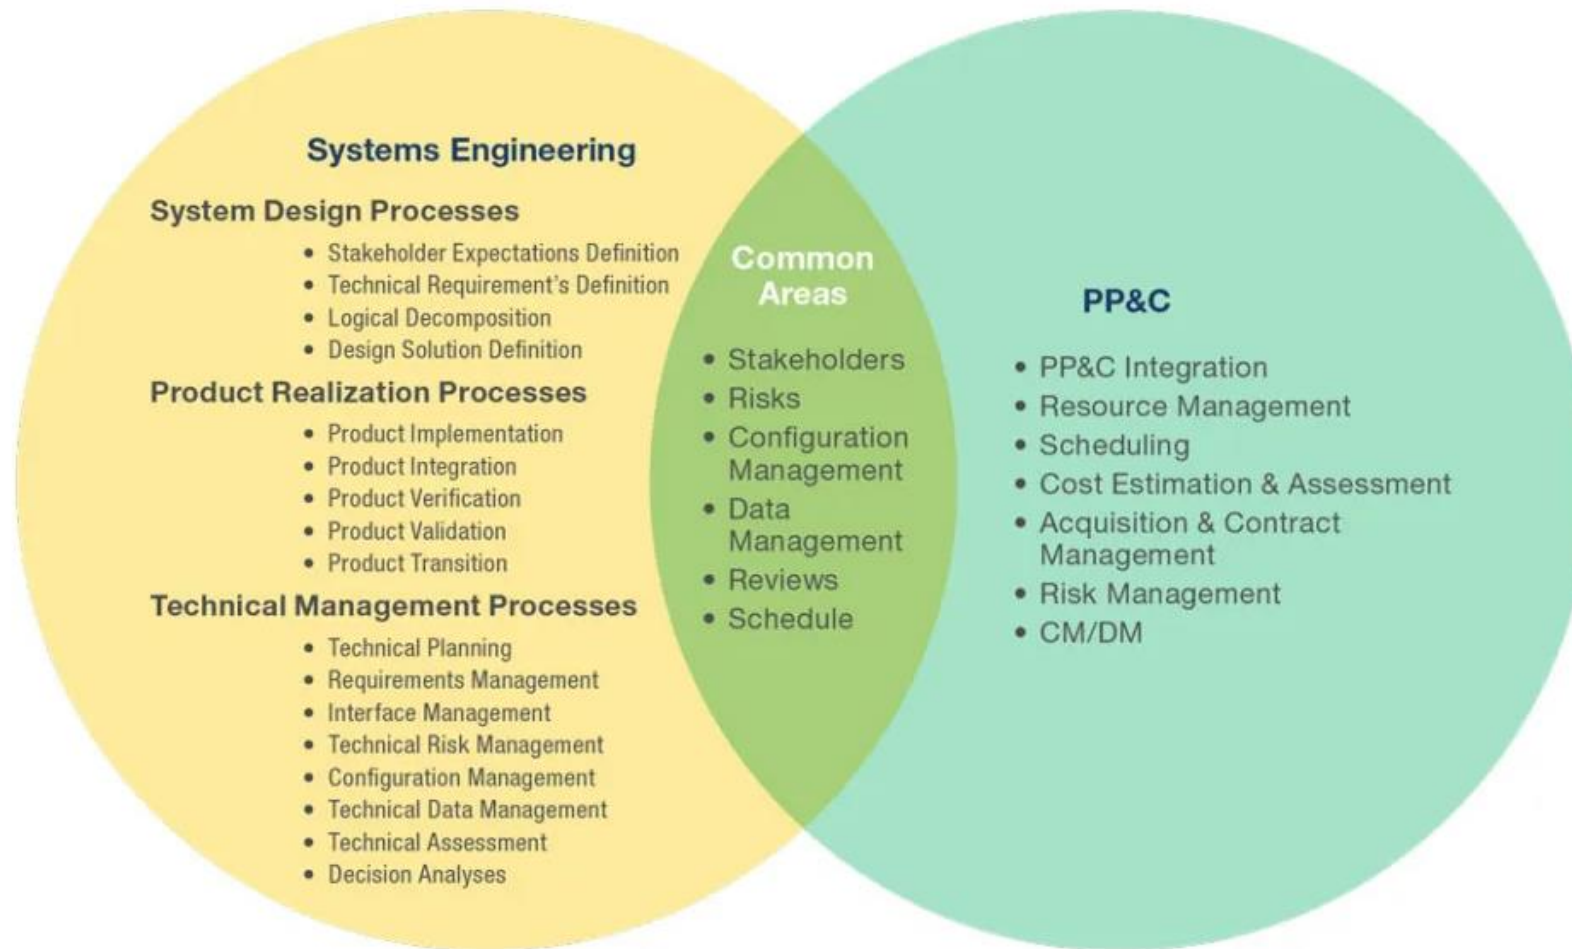 Systems Engineering
System Design Processes
• Stakeholder Expectations Definition
• Technical Requirement's Definition
• Logical Decomposition
• Design Solution Definition
Product Realization Processes
• Product Implementation
• Product Integration
• Product Verification
• Product Validation
• Product Transition
Technical Management Processes
• Technical Planning
• Requirements Management
• Interface Management
• Technical Risk Management
• Configuration Management
• Technical Data Management
• Technical Assessment
• Decision Analyses
Common
Areas
• Stakeholders
• Risks
• Configuration
Management
• Data
Management
• Reviews
• Schedule
PP&C
• PP&C Integration
• Resource Management
• Scheduling
• Cost Estimation & Assessment
• Acquisition & Contract
Management
• Risk Management
• CM/DM